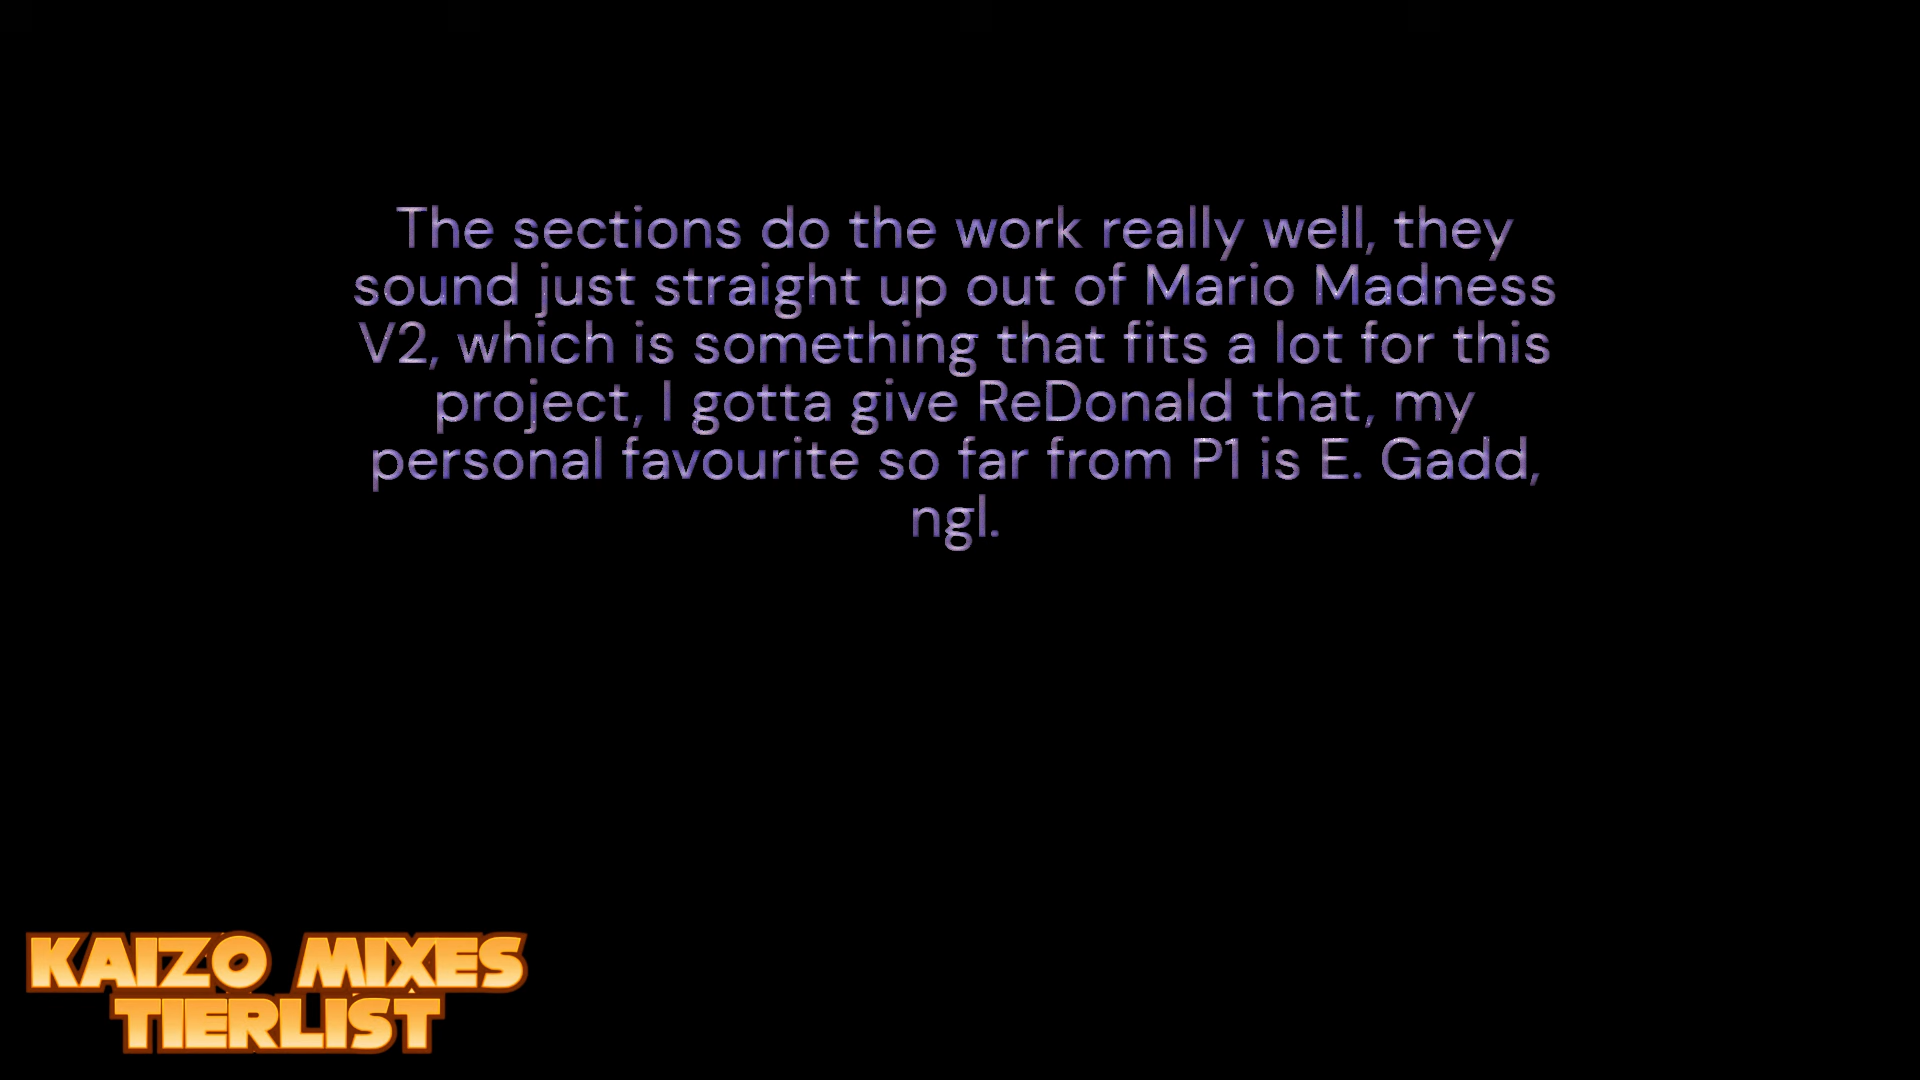 The sections do the work really well, they
sound just straight up out of Mario Madness
V2, which is something that fits a lot for this
project, I gotta give ReDonald that, my
personal favourite so far from P1 is E. Gadd,
ngl.
KAIZO MIXES
TIERLIST